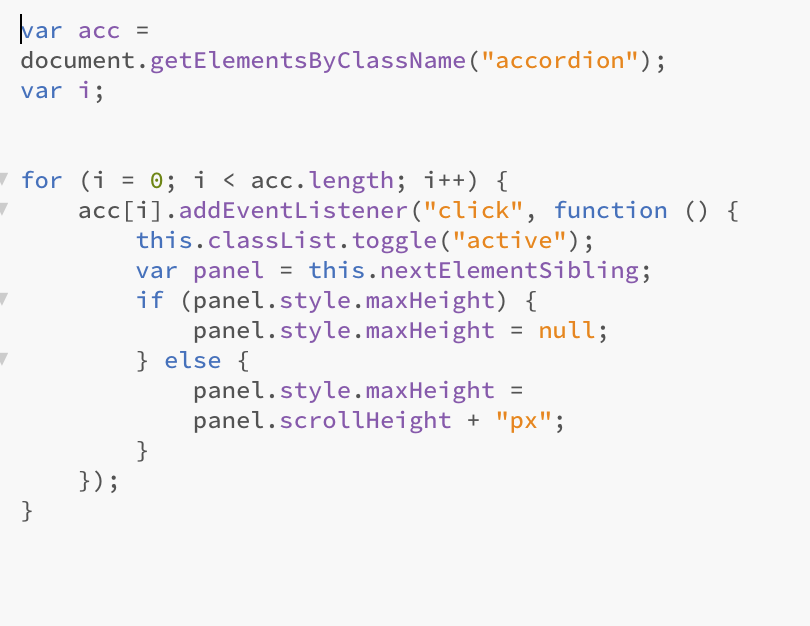 var acc =
document.getElementsByClassName("accordion");
var i;
for (i = 0; i < acc.length; i++) {
    acc[i].addEventListener("click", function () {
        this.classList.toggle("active");
        var panel = this.nextElementSibling;
        if (panel.style.maxHeight) {
            panel.style.maxHeight = null;
        } else {
            panel.style.maxHeight =
            panel.scrollHeight + "px";
        }
    });
}